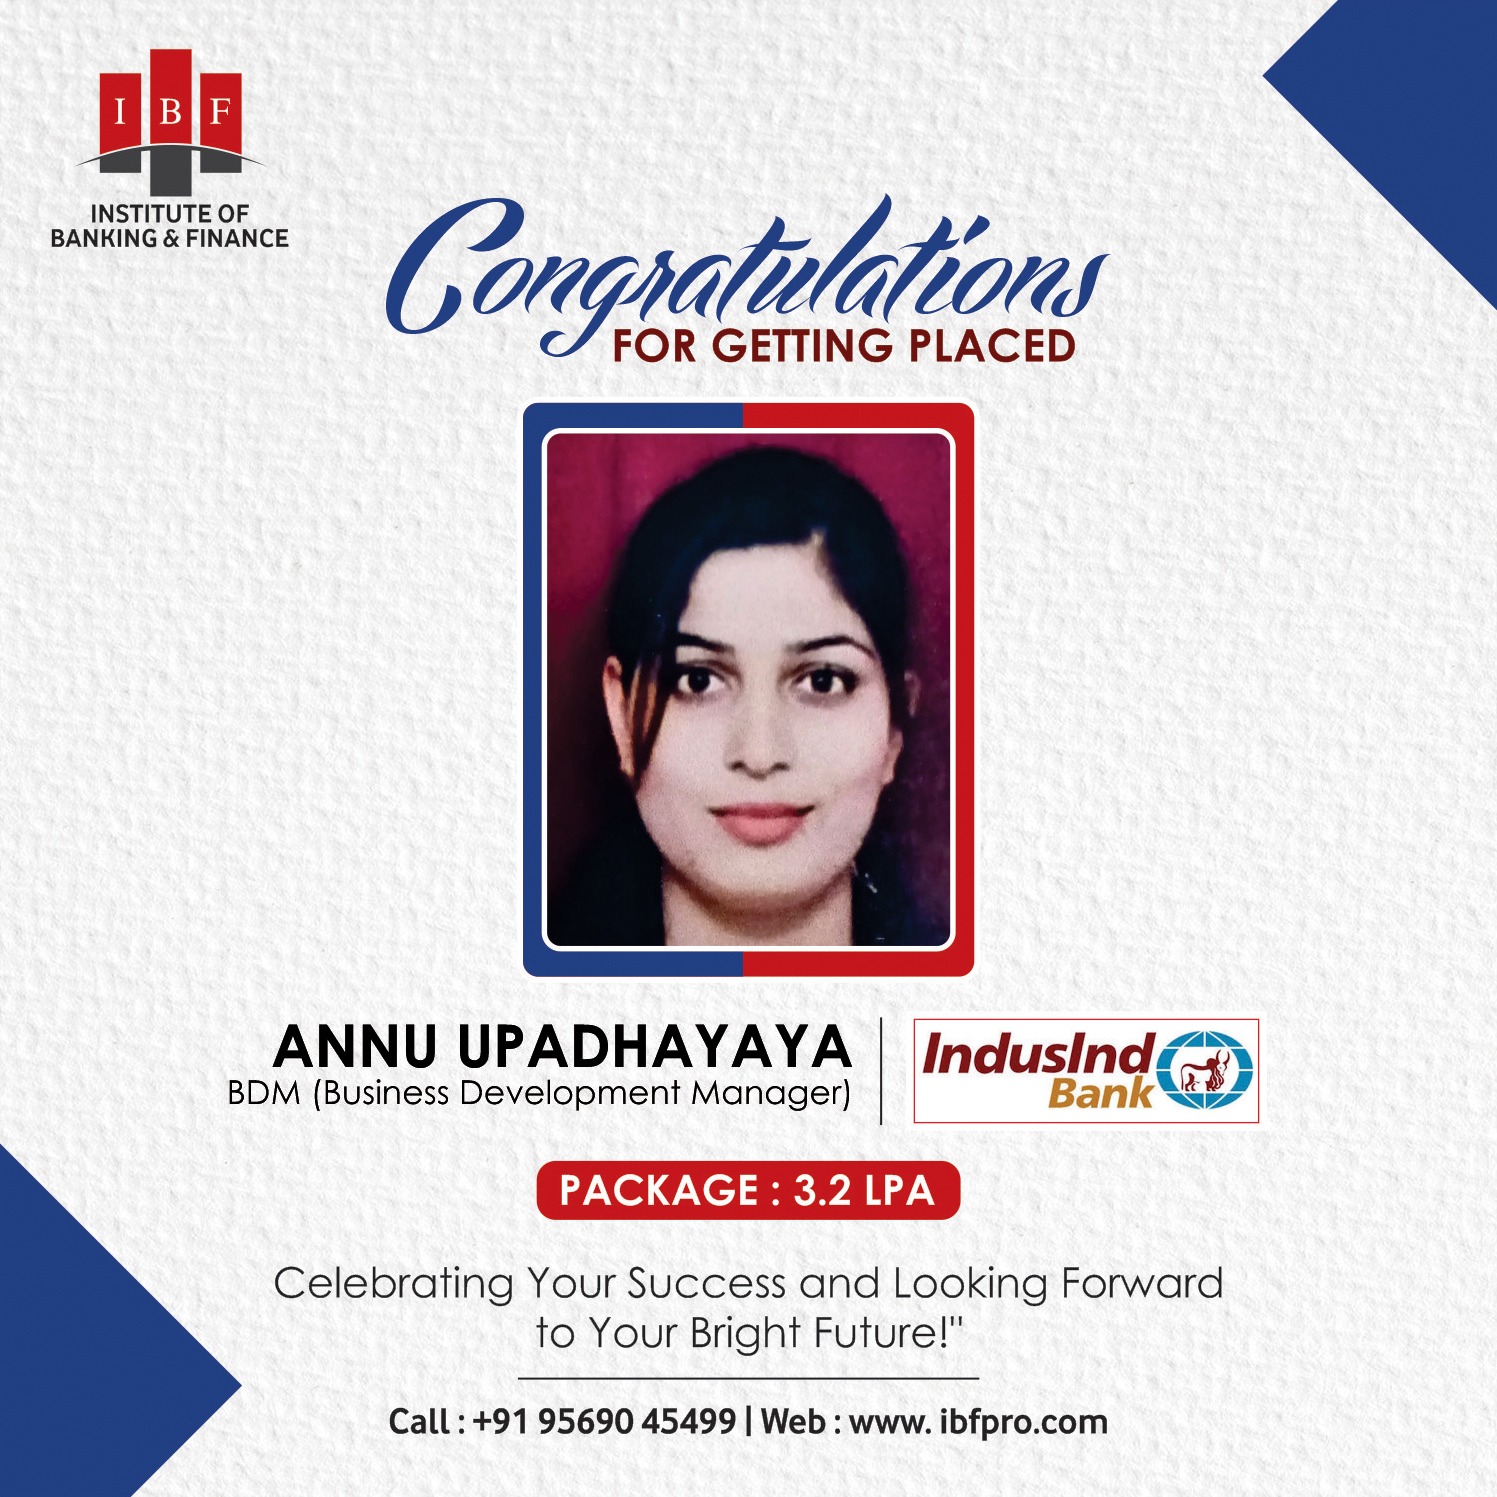 I B F
INSTITUTE OF
BANKING & FINANCE
Congratulations
FOR GETTING PLACED
ANNU UPADHAYAYA
BDM (Business Development Manager)
IndusInd
Bank
PACKAGE : 3.2 LPA
Celebrating Your Success and Looking Forward
to Your Bright Future!"
Call : +91 95690 45499 | Web : www. ibfpro.com